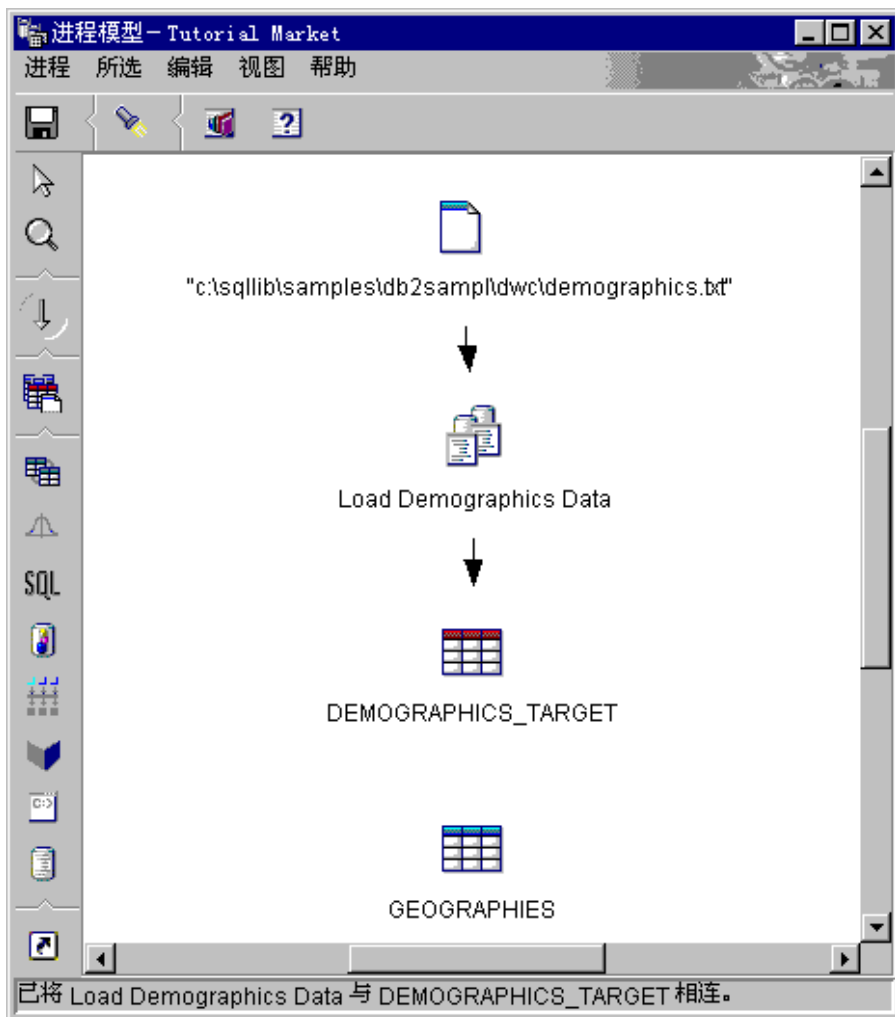 进程模型－Tutorial Market
进程 所选 编辑 视图 帮助
"c:\sqllib\samples\db2sampl\dwc\demographics.txt"
Load Demographics Data
SQL
DEMOGRAPHICS_TARGET
C:>
GEOGRAPHIES
已将 Load Demographics Data 与 DEMOGRAPHICS_TARGET 相连。